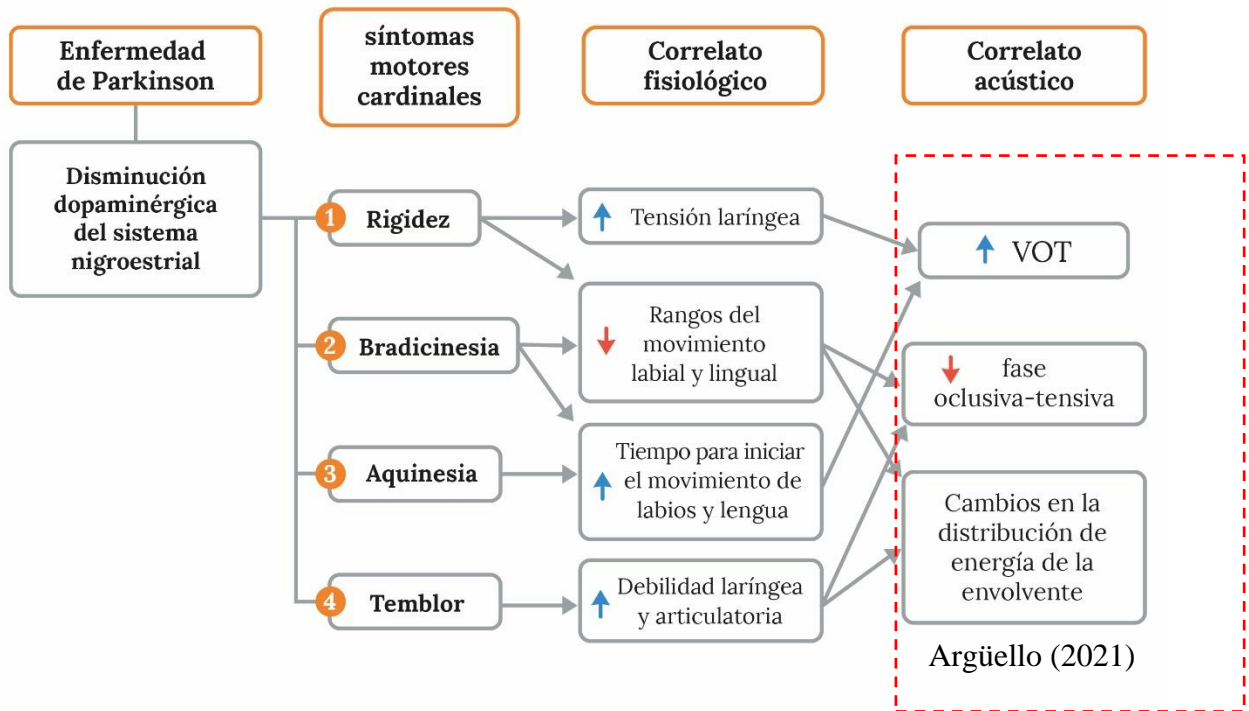 Enfermedad
de Parkinson
síntomas
motores
cardinales
Correlato
fisiológico
Correlato
acústico
Disminución
dopaminérgica
del sistema
nigroestrial
1 Rigidez
2 Bradicinesia
3 Aquinesia
4 Temblor
Tensión laríngea
Rangos del
movimiento
labial y lingual
Tiempo para iniciar
el movimiento de
labios y lengua
Debilidad laríngea
y articulatoria
VOT
fase
oclusiva-tensiva
Cambios en la
distribución de
energía de la
envolvente
Argüello (2021)